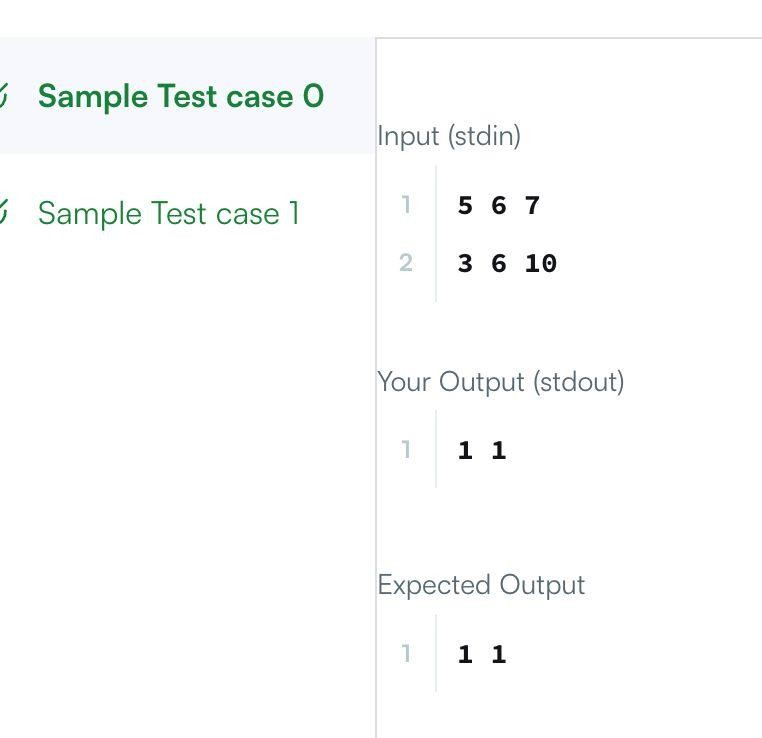 Sample Test case 0
Sample Test case 1
Input (stdin)
1 5 6 7
2 3 6 10
Your Output (stdout)
1 1 1
Expected Output
1 1 1